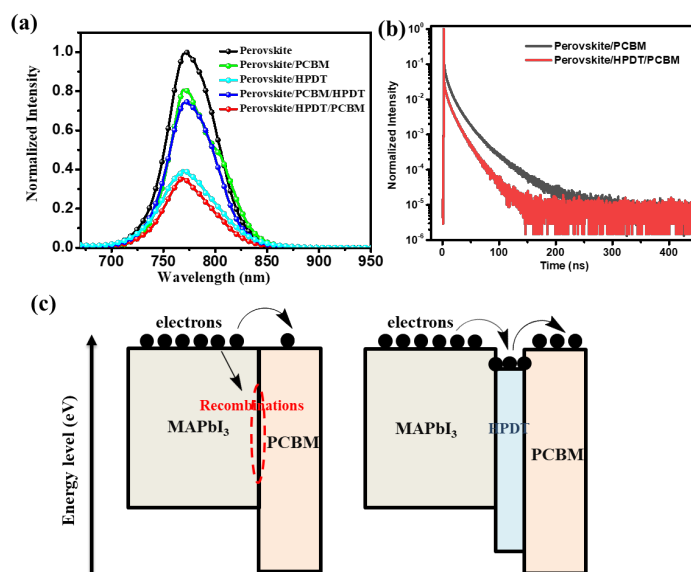 (a)
Normalized Intensity
1.0
0.8
0.6
0.4
0.2
0.0
700 750 800 850 900 950
Wavelength (nm)
Perovskite
Perovskite/PCBM
Perovskite/HPDT
Perovskite/PCBM/HPDT
Perovskite/HPDT/PCBM
(b)
Normalized Intensity
10⁰
10⁻¹
10⁻²
10⁻³
10⁻⁴
10⁻⁵
10⁻⁶
0 100 200 300 400
Time (ns)
Perovskite/PCBM
Perovskite/HPDT/PCBM
(c)
Energy level (eV)
electrons
Recombinations
MAPbI₃
PCBM
electrons
MAPbI₃
HPDT
PCBM